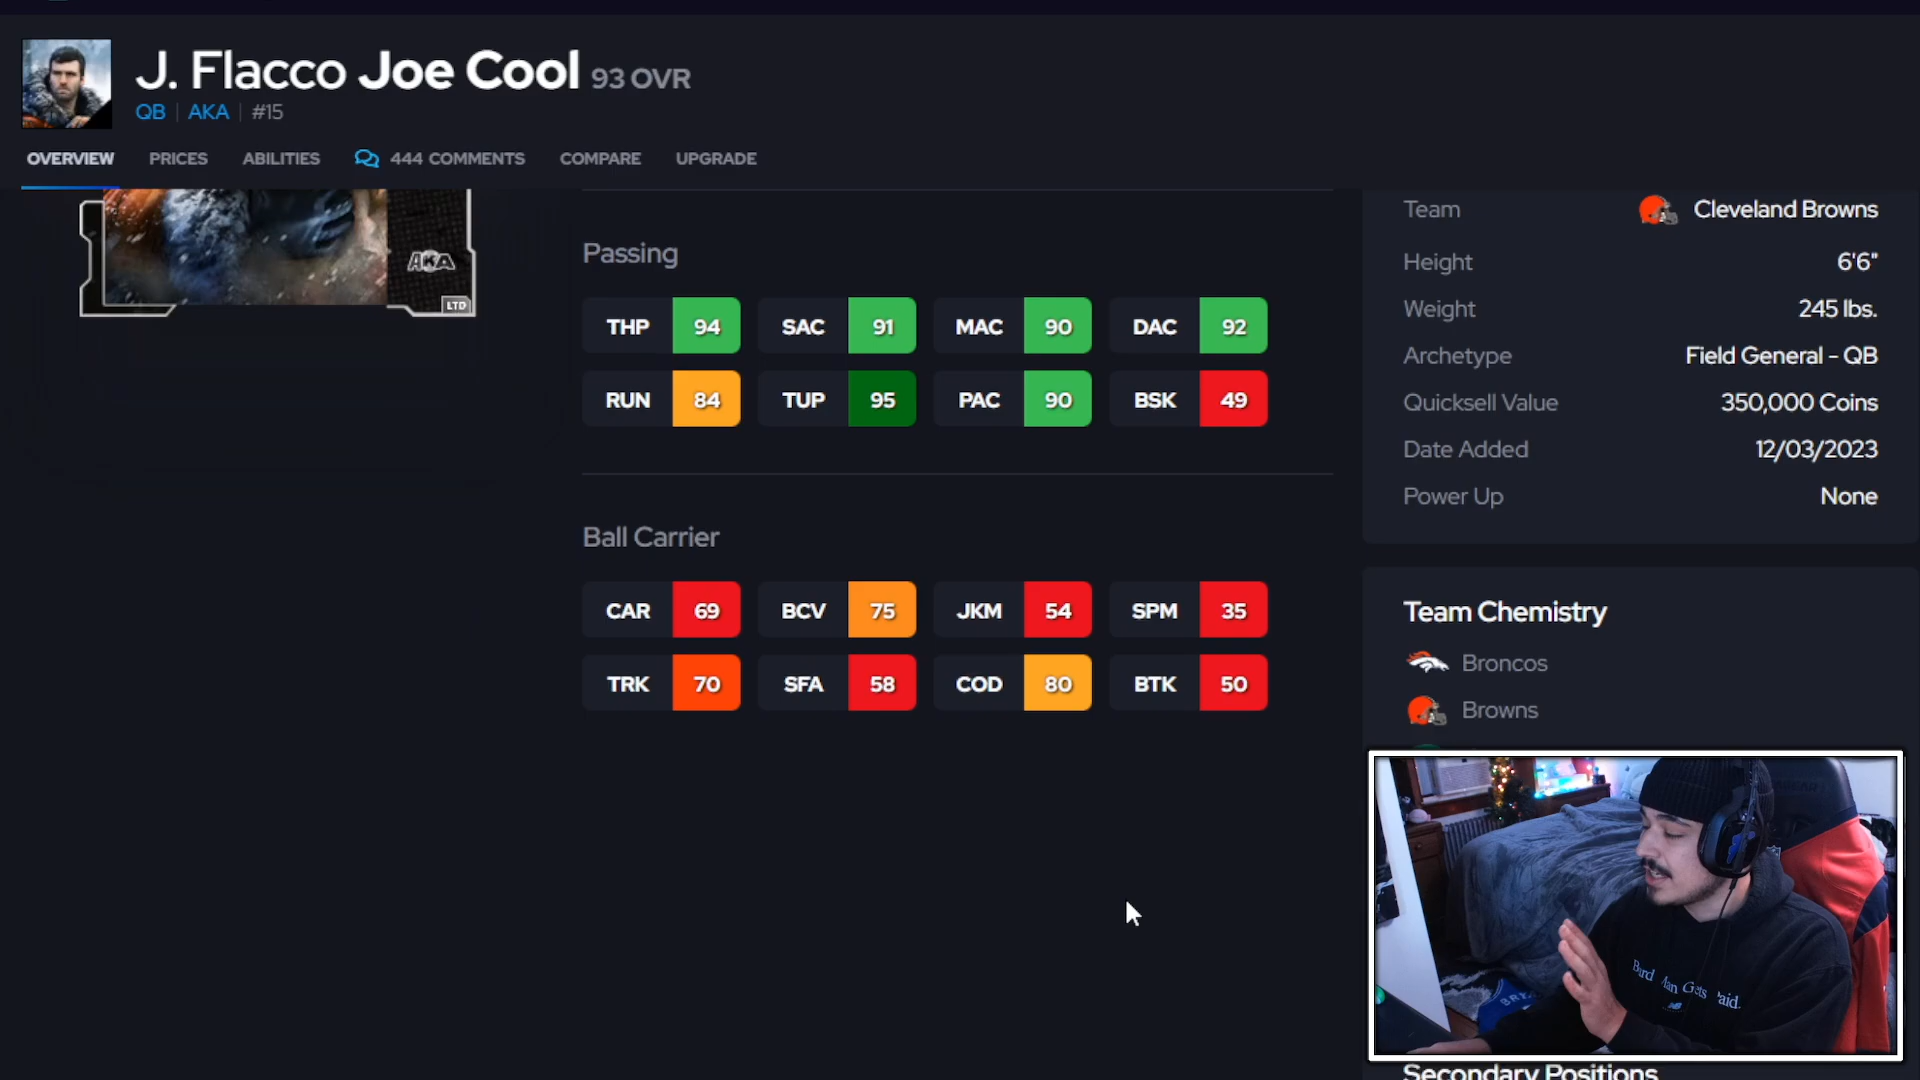 J. Flacco Joe Cool 93 OVR
QB | AKA | #15
OVERVIEW PRICES ABILITIES 444 COMMENTS COMPARE UPGRADE
AKA
LTD
Passing
THP 94 SAC 91 MAC 90 DAC 92
RUN 84 TUP 95 PAC 90 BSK 49
Ball Carrier
CAR 69 BCV 75 JKM 54 SPM 35
TRK 70 SFA 58 COD 80 BTK 50
Team Cleveland Browns
Height 6'6"
Weight 245 lbs.
Archetype Field General - QB
Quicksell Value 350,000 Coins
Date Added 12/03/2023
Power Up None
Team Chemistry
Broncos
Browns
Secondary Positions